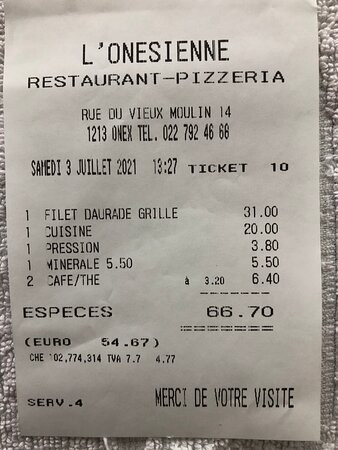 L'ONESIENNE
RESTAURANT-PIZZERIA
RUE DU VIEUX MOULIN 14
1213 ONEX TEL. 022 792 46 68
SAMEDI 3 JUILLET 2021 13:27 TICKET 10
1 FILET DAURADE GRILLE 31.00
1 CUISINE 20.00
1 PRESSION 3.80
1 MINERALE 5.50 5.50
2 CAFE/THE à 3.20 6.40
ESPECES 66.70
(EURO 54.67)
CHE 102,774,314 TVA 7.7 4.77
SERV.4 MERCI DE VOTRE VISITE